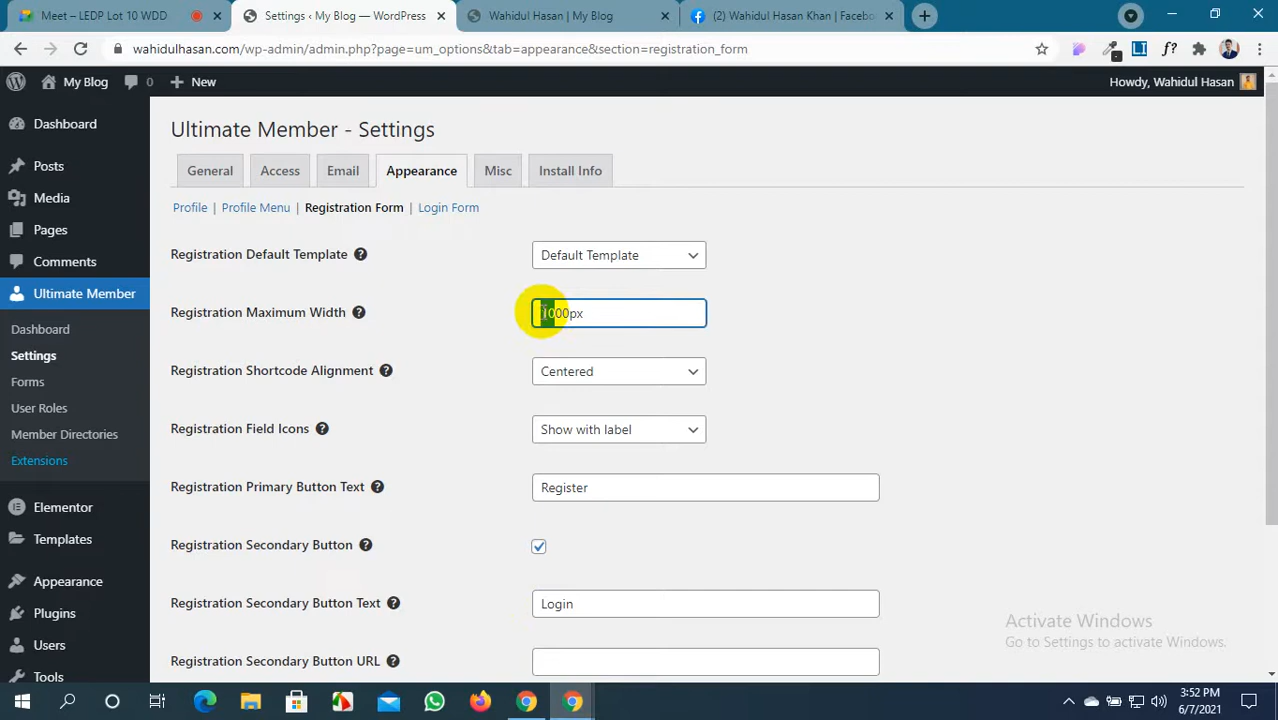 Meet – LEDP Lot 10 WDD
Settings ‹ My Blog — WordPress
Wahidul Hasan | My Blog
(2) Wahidul Hasan Khan | Facebo
wahidulhasan.com/wp-admin/admin.php?page=um_options&tab=appearance&section=registration_form
My Blog
0
New
Howdy, Wahidul Hasan
Dashboard
Posts
Media
Pages
Comments
Ultimate Member
Dashboard
Settings
Forms
User Roles
Member Directories
Extensions
Elementor
Templates
Appearance
Plugins
Users
Tools
Ultimate Member - Settings
General
Access
Email
Appearance
Misc
Install Info
Profile | Profile Menu | Registration Form | Login Form
Registration Default Template
Default Template
Registration Maximum Width
1000px
Registration Shortcode Alignment
Centered
Registration Field Icons
Show with label
Registration Primary Button Text
Register
Registration Secondary Button
Registration Secondary Button Text
Login
Registration Secondary Button URL
Activate Windows
Go to Settings to activate Windows.
3:52 PM
6/7/2021